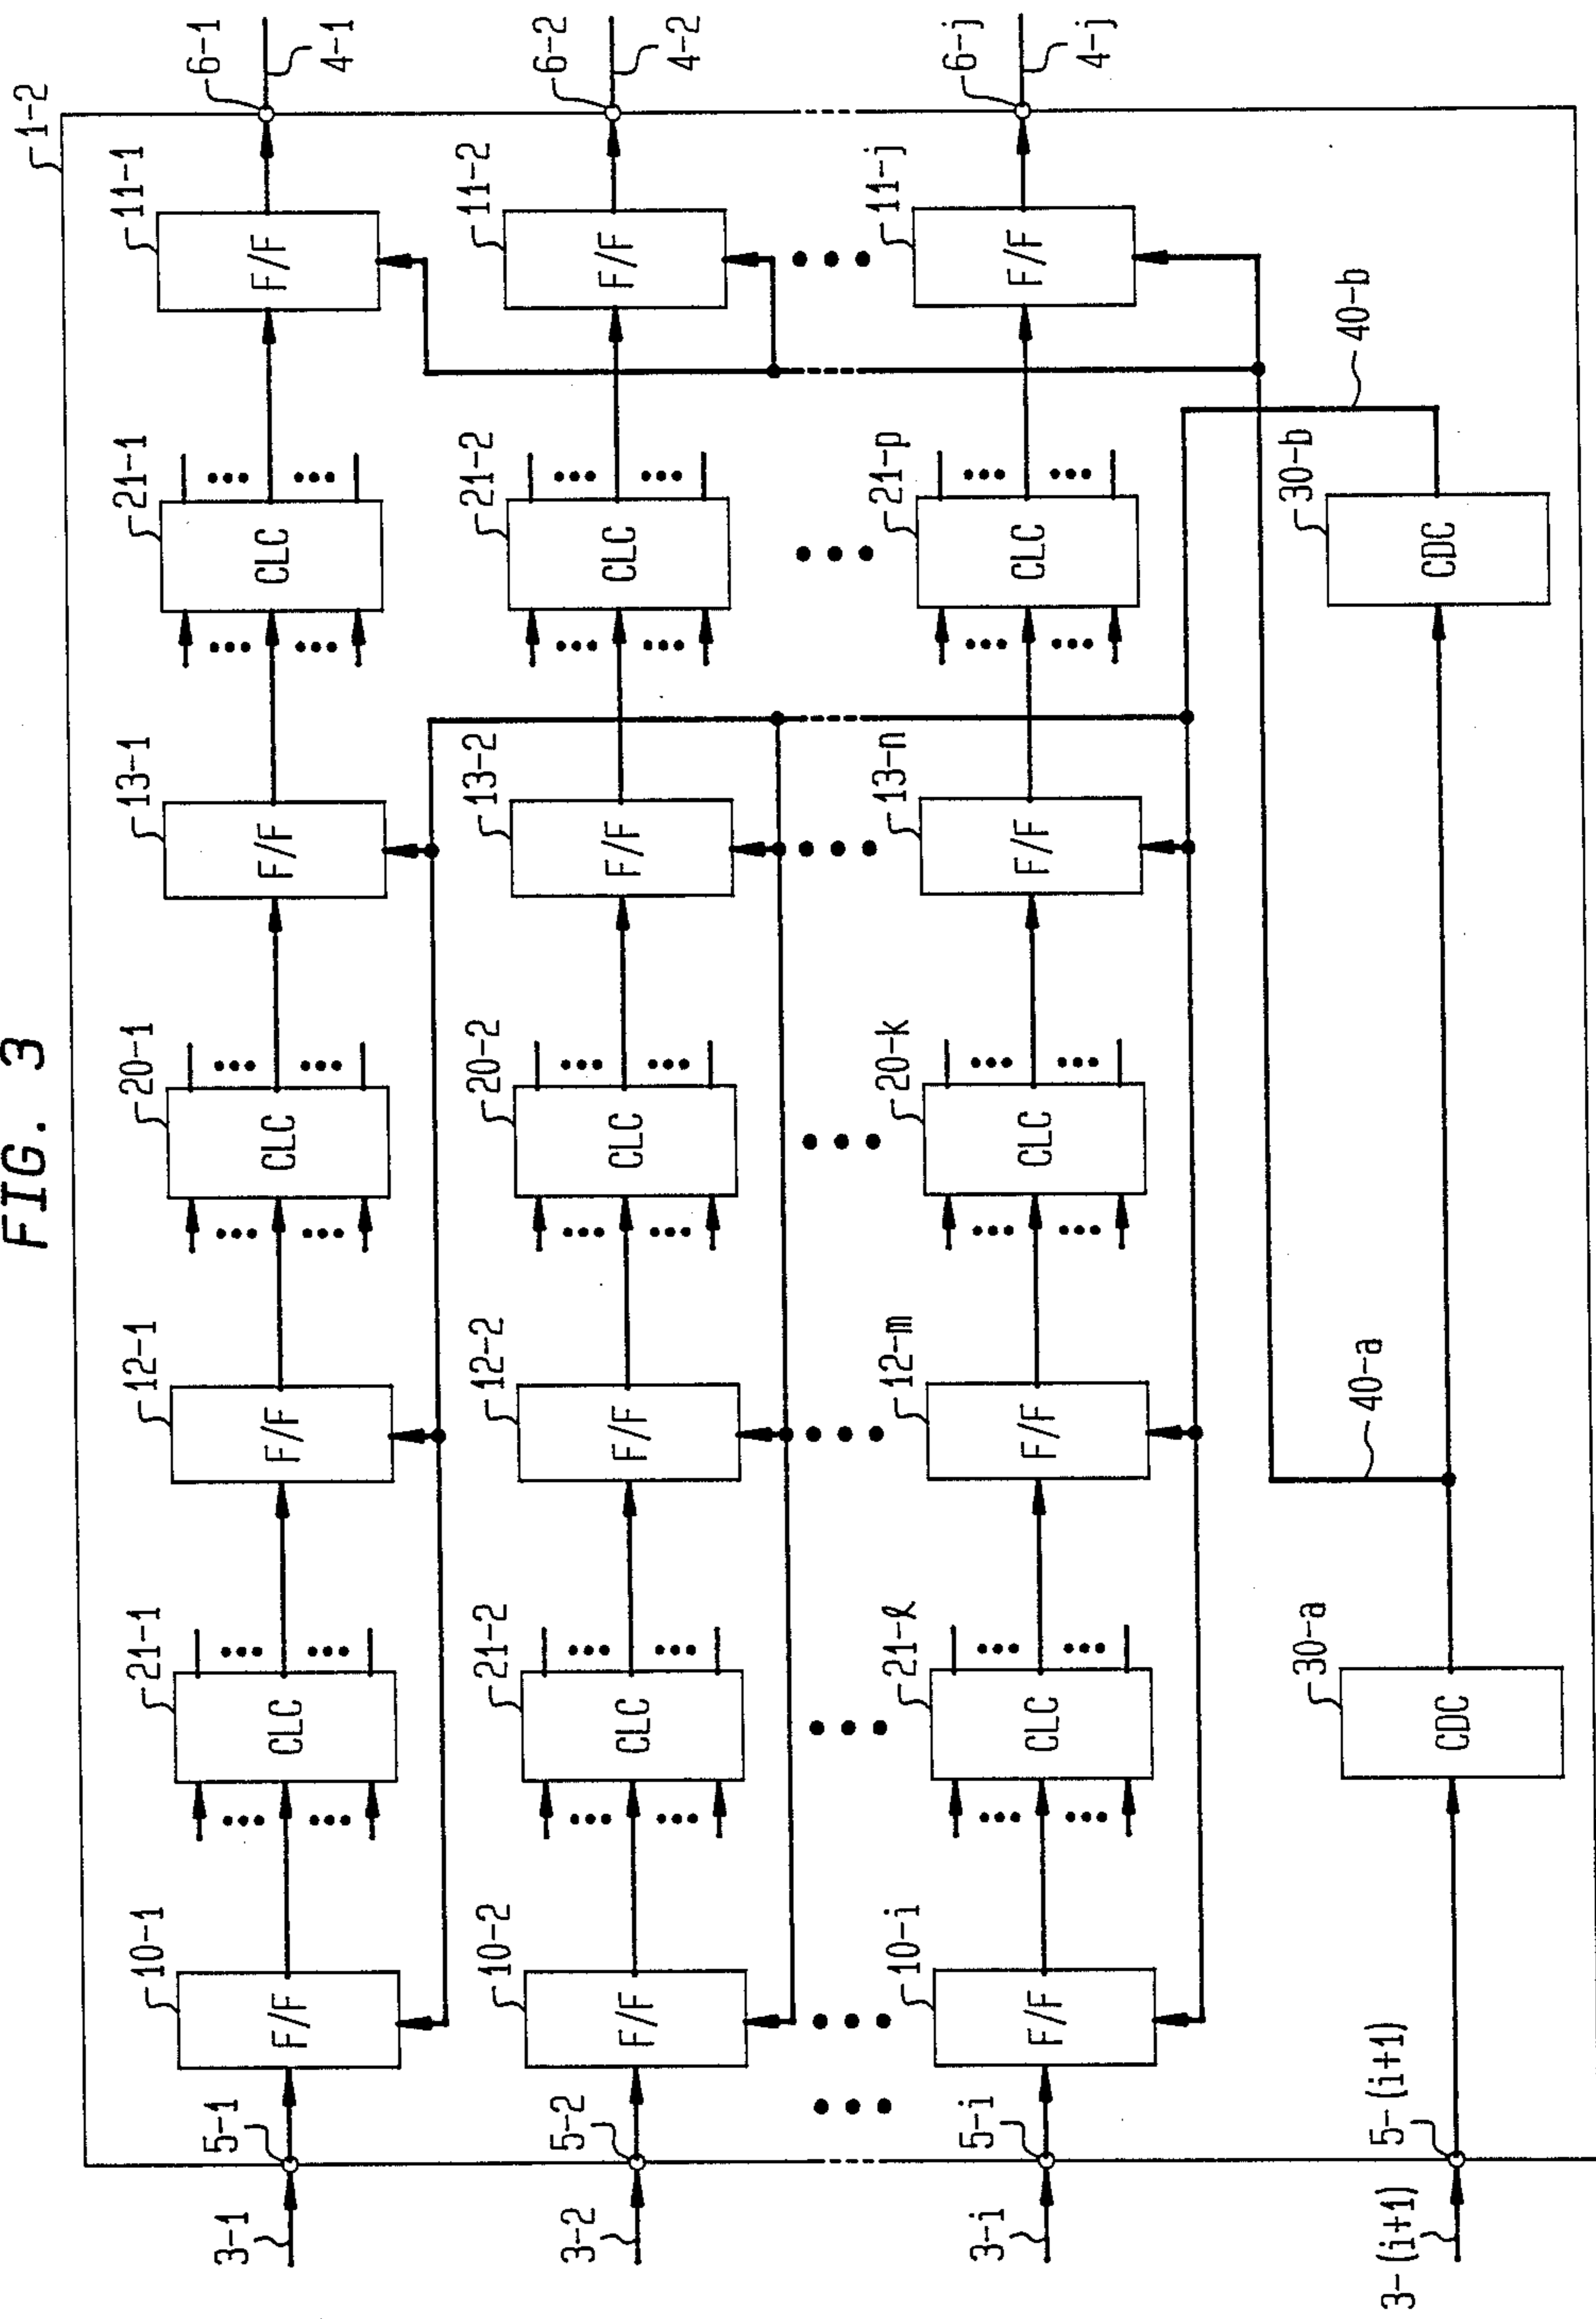 FIG. 3
1-2
3-1
5-1
10-1
F/F
21-1
CLC
12-1
F/F
20-1
CLC
13-1
F/F
21-1
CLC
11-1
F/F
6-1
4-1
3-2
5-2
10-2
F/F
21-2
CLC
12-2
F/F
20-2
CLC
13-2
F/F
21-2
CLC
11-2
F/F
6-2
4-2
3-i
5-i
10-i
F/F
21-ℓ
CLC
12-m
F/F
20-k
CLC
13-n
F/F
21-p
CLC
11-j
F/F
6-j
4-j
3-(i+1)
5-(i+1)
30-a
CDC
40-a
30-b
CDC
40-b